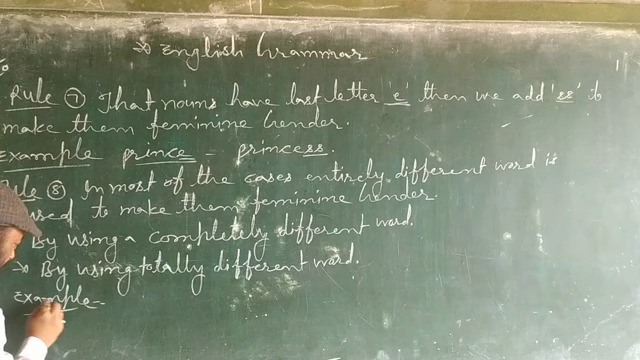 → English Grammar
Rule ⑦ That nouns have last letter 'e' then we add 'ss' to
make them feminine Gender.
Example prince - princess.
Rule ⑧ In most of the cases entirely different word is
used to make them feminine Gender.
By using a completely different word.
→ By using totally different word.
Example -